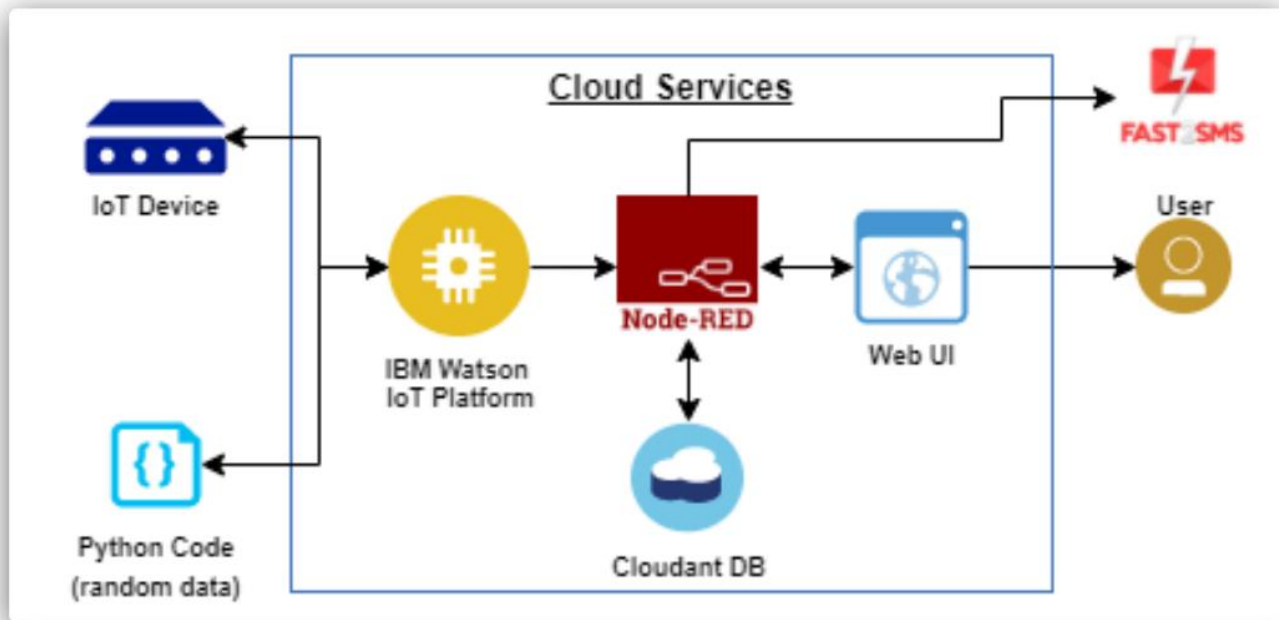 Cloud Services
FAST2SMS
IoT Device
User
Node-RED
Web UI
IBM Watson
IoT Platform
Python Code
(random data)
Cloudant DB